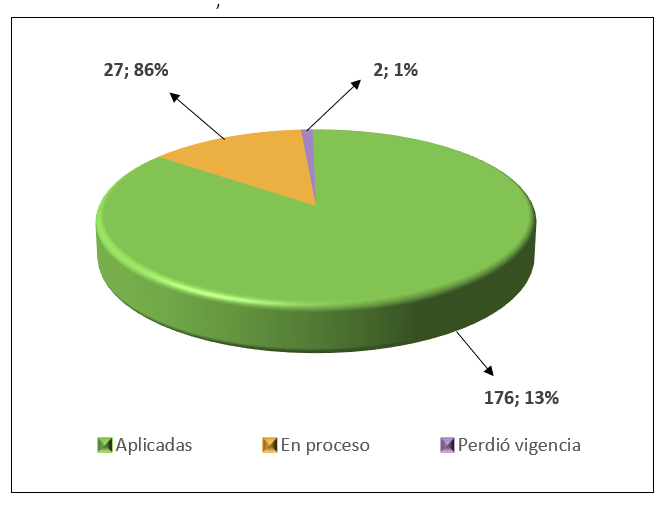 27; 86%
2; 1%
176; 13%
Aplicadas
En proceso
Perdió vigencia